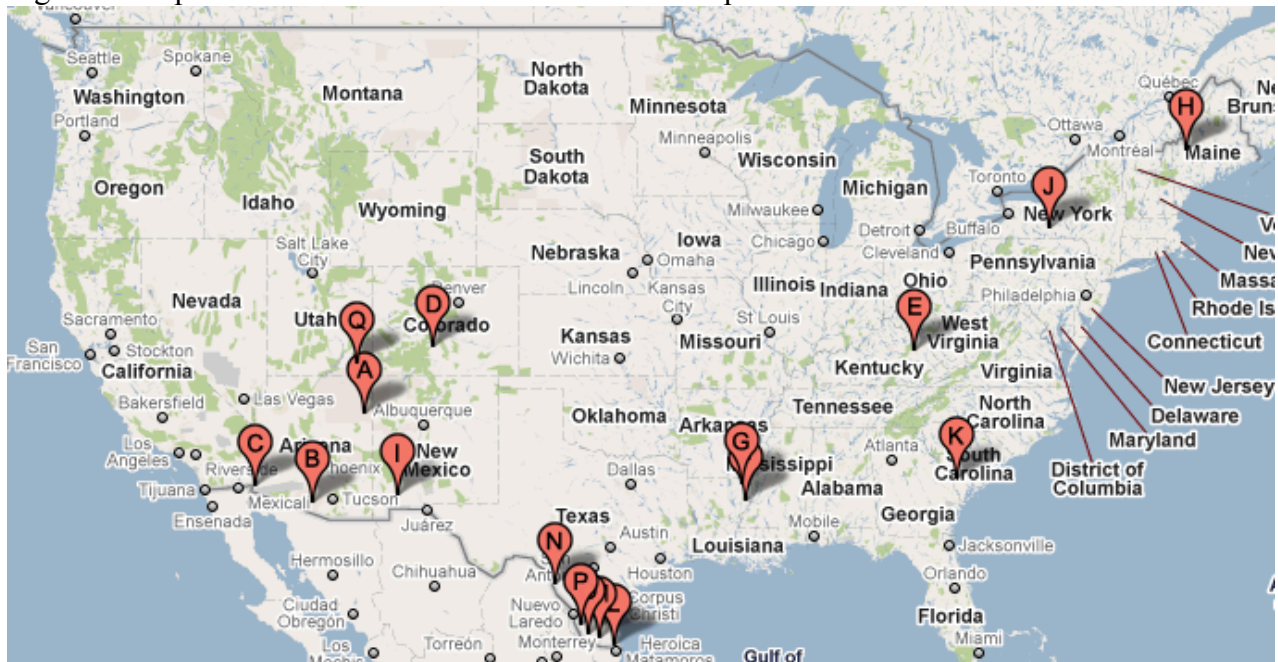 Vancouver
Québec
H
Seattle
Spokane
North
Dakota
Montana
Washington
Minnesota
Ottawa
Portland
Minneapolis
Montréal
Maine
South
Dakota
Wisconsin
Toronto
J
Oregon
Idaho
Michigan
Wyoming
Milwaukee
New York
Buffalo
Salt Lake
City
Nebraska
Iowa
Omaha
Chicago
Detroit
Cleveland
Pennsylvania
Lincoln
Kansas
City
Illinois
Indiana
Ohio
Massa
Nevada
Denver
D
Philadelphia
Rhode Is
Utah
Q
Colorado
E
Sacramento
St Louis
West
Virginia
San
Francisco
Stockton
Kansas
Missouri
Connecticut
California
Wichita
Kentucky
Virginia
A
New Jersey
Las Vegas
Bakersfield
Albuquerque
Oklahoma
Tennessee
North
Carolina
Delaware
Arkansas
Maryland
Los
Angeles
C
Arizona
B
I
New
Mexico
G
Mississippi
Atlanta
K
South
Carolina
Riverside
Phoenix
Dallas
District of
Columbia
Tijuana
Mexicali
Tucson
Alabama
Ensenada
Juárez
Texas
Georgia
Austin
Louisiana
Mobile
Jacksonville
N
San
Ant
Hermosillo
Chihuahua
Houston
Orlando
P
L
Corpus
Christi
Ciudad
Obregón
Nuevo
Laredo
Florida
Los
Mochis
Torreón
Monterrey
Heroica
Matamoros
Gulf of
Miami